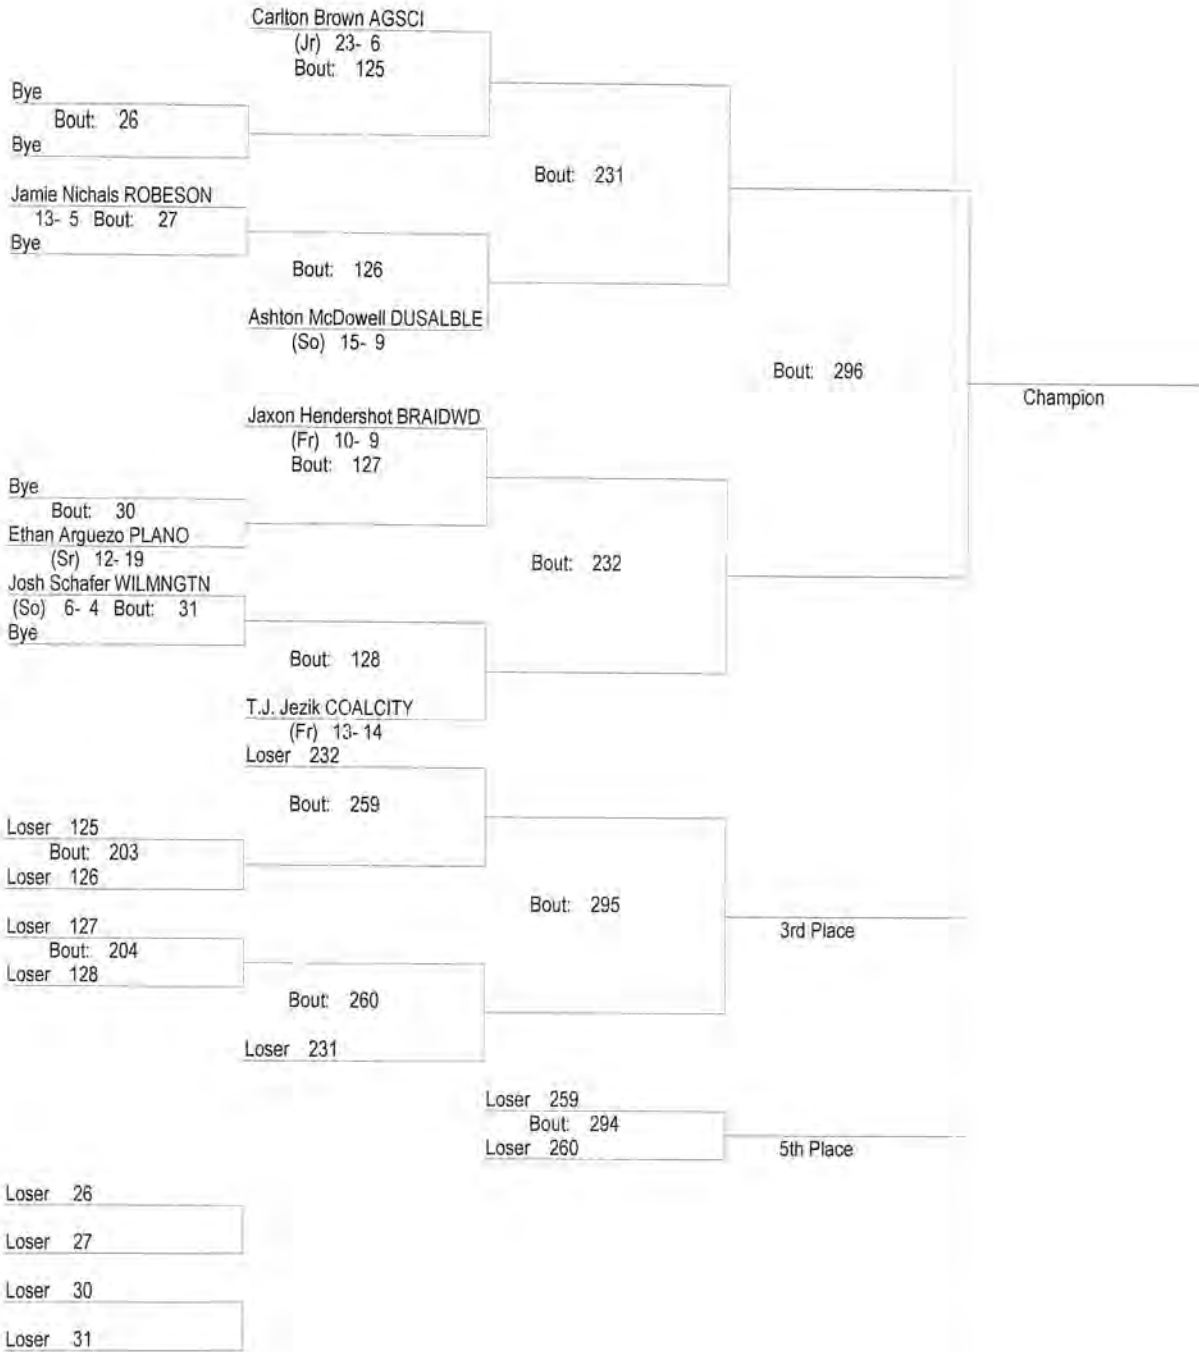 Carlton Brown AGSCI
(Jr) 23- 6
Bout: 125
Bye
Bout: 26
Bye
Bout: 231
Jamie Nichals ROBESON
13- 5 Bout: 27
Bye
Bout: 126
Ashton McDowell DUSALBLE
(So) 15- 9
Bout: 296
Champion
Jaxon Hendershot BRAIDWD
(Fr) 10- 9
Bout: 127
Bye
Bout: 30
Ethan Arguezo PLANO
(Sr) 12- 19
Bout: 232
Josh Schafer WILMNGTN
(So) 6- 4 Bout: 31
Bye
Bout: 128
T.J. Jezik COALCITY
(Fr) 13- 14
Loser 232
Bout: 259
Loser 125
Bout: 203
Loser 126
Bout: 295
Loser 127
Bout: 204
Loser 128
3rd Place
Bout: 260
Loser 231
Loser 259
Bout: 294
Loser 260
5th Place
Loser 26
Loser 27
Loser 30
Loser 31